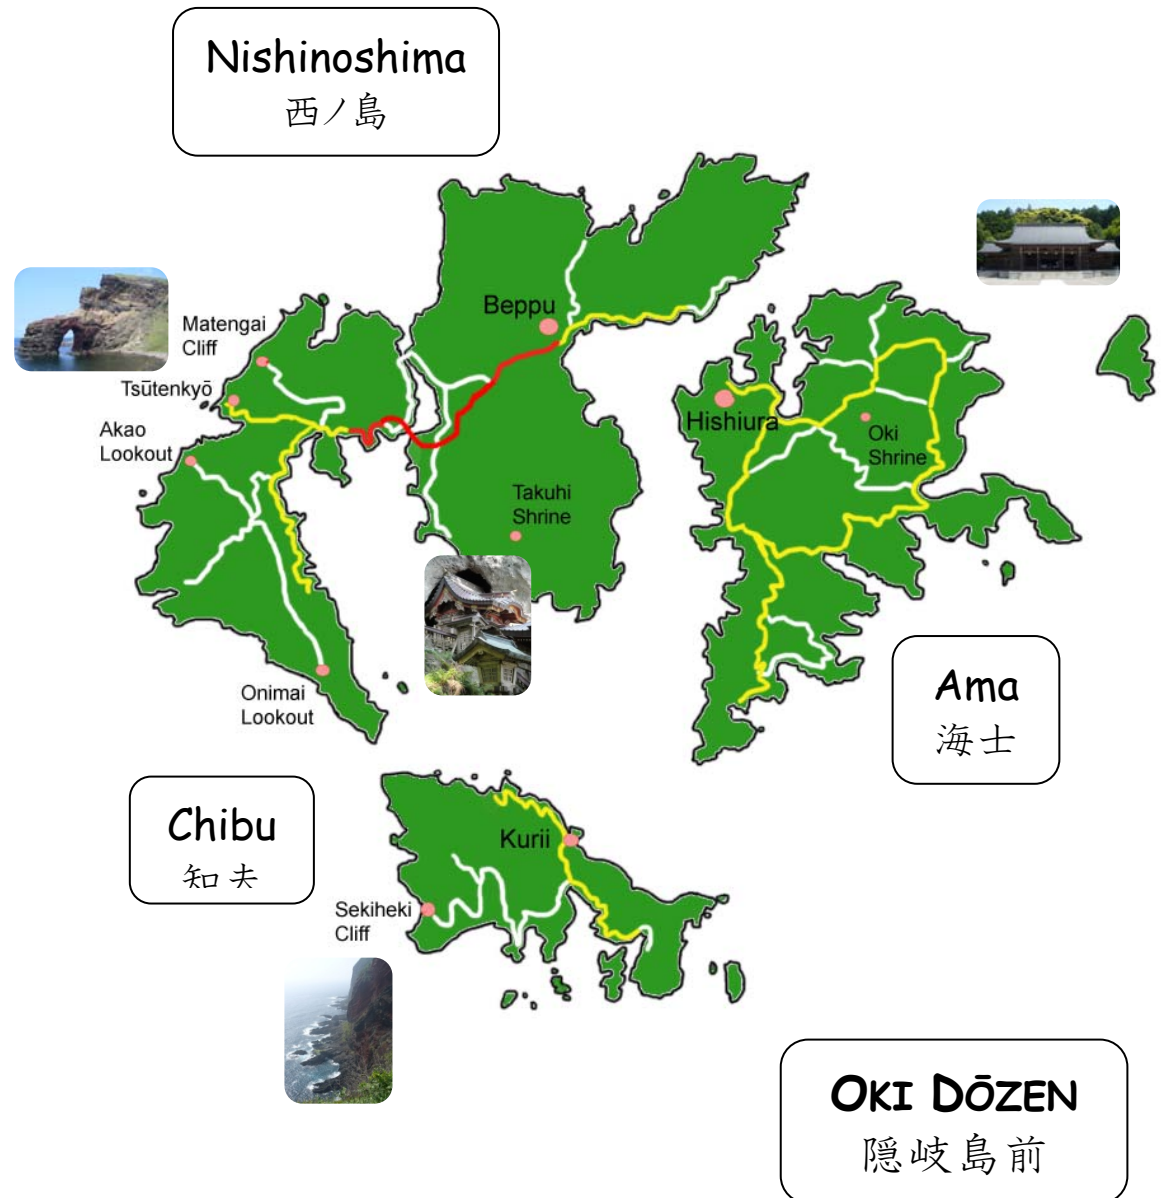 Nishinoshima
西ノ島
Beppu
Matengai
Cliff
Tsūtenkyō
Akao
Lookout
Hishiura
Oki
Shrine
Takuhi
Shrine
Onimai
Lookout
Ama
海士
Chibu
知夫
Kurii
Sekiheki
Cliff
OKI DŌZEN
隠岐島前